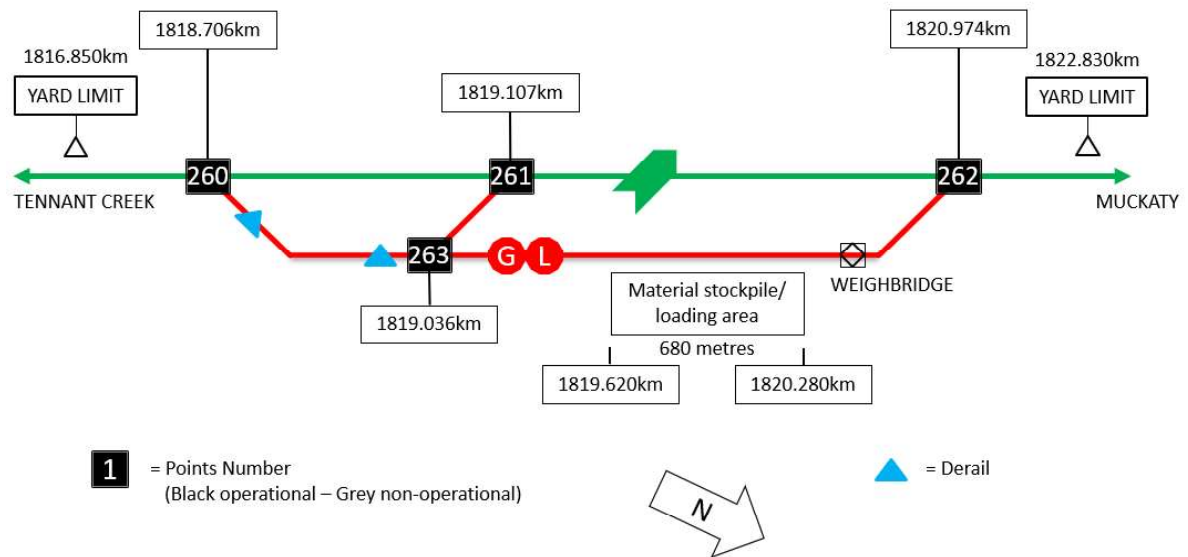 1818.706km
1820.974km
1816.850km
1822.830km
YARD LIMIT
1819.107km
YARD LIMIT
260
261
262
TENNANT CREEK
MUCKATY
263
G
L
Material stockpile/
loading area
WEIGHBRIDGE
1819.036km
680 metres
1819.620km
1820.280km
1
= Points Number
(Black operational – Grey non-operational)
= Derail
N